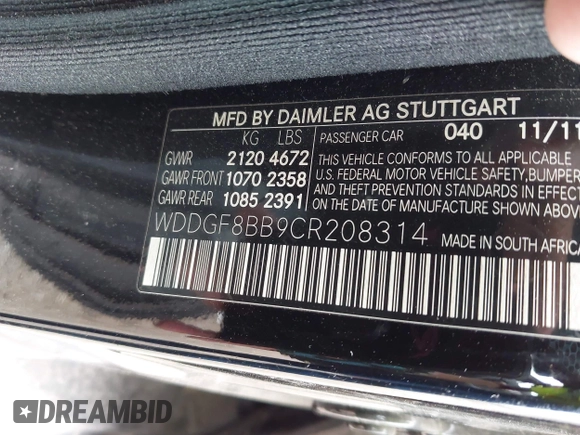 MFD BY DAIMLER AG STUTTGART
KG LBS
GVWR 2120 4672
GAWR FRONT 1070 2358
GAWR REAR 1085 2391
PASSENGER CAR 040 11/11
THIS VEHICLE CONFORMS TO ALL
U.S. FEDERAL MOTOR VEHICLE SAFETY, BUMPER
AND THEFT PREVENTION STANDARDS IN EFFECT
ON THE DATE OF MANUFACTURE SHOWN ABOVE
WDDGF8BB9CR208314 MADE IN SOUTH AFRICA
DREAMBID